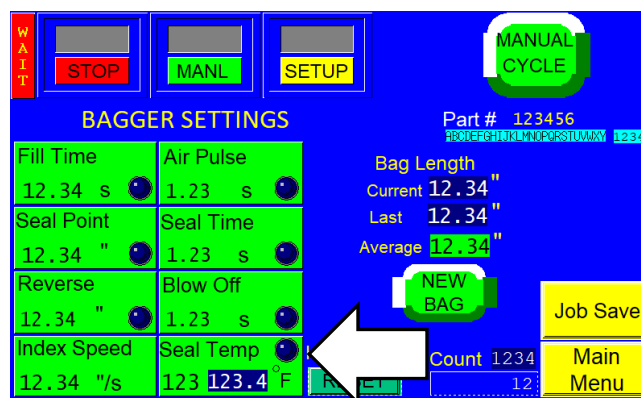 WAIT
STOP
MANL
SETUP
MANUAL
CYCLE
BAGGER SETTINGS
Part # 123456
ABCDEFGHIJKLMNOPQRSTUVWXY 1234
Fill Time
12.34 s
Air Pulse
1.23 s
Bag Length
Current 12.34"
Last 12.34"
Average 12.34"
Seal Point
12.34 "
Seal Time
1.23 s
Reverse
12.34 "
Blow Off
1.23 s
NEW
BAG
Job Save
Index Speed
12.34 "/s
Seal Temp
123 123.4 °F
Count 1234
12
Main
Menu